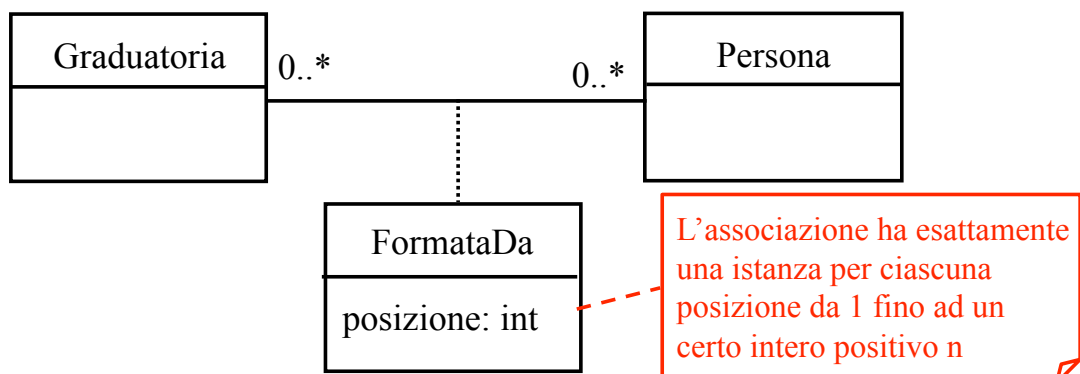 Graduatoria
0..*
0..*
Persona
FormataDa
posizione: int
L’associazione ha esattamente
una istanza per ciascuna
posizione da 1 fino ad un
certo intero positivo n